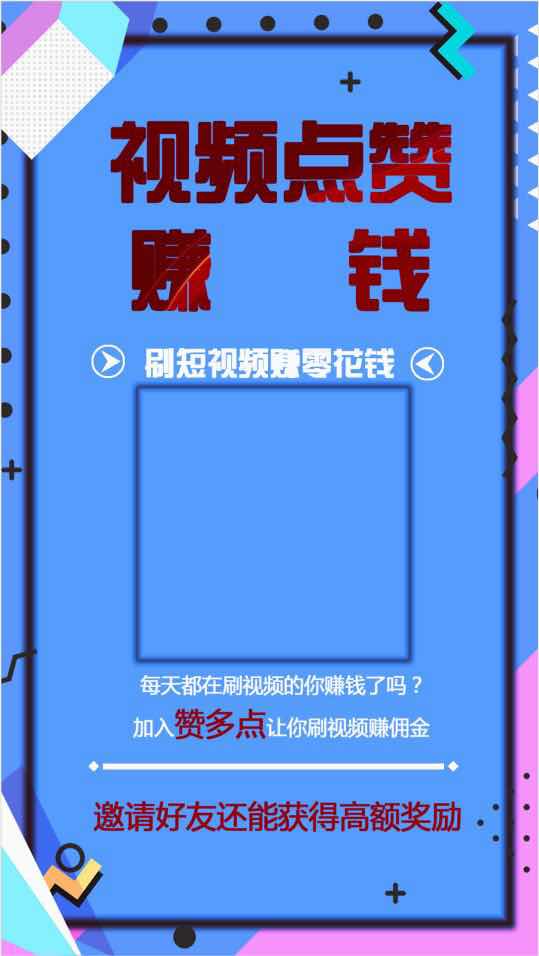 视频点赞
赚 钱
刷短视频赚零花钱
每天都在刷视频的你赚钱了吗？
加入赞多点让你刷视频赚佣金
邀请好友还能获得高额奖励